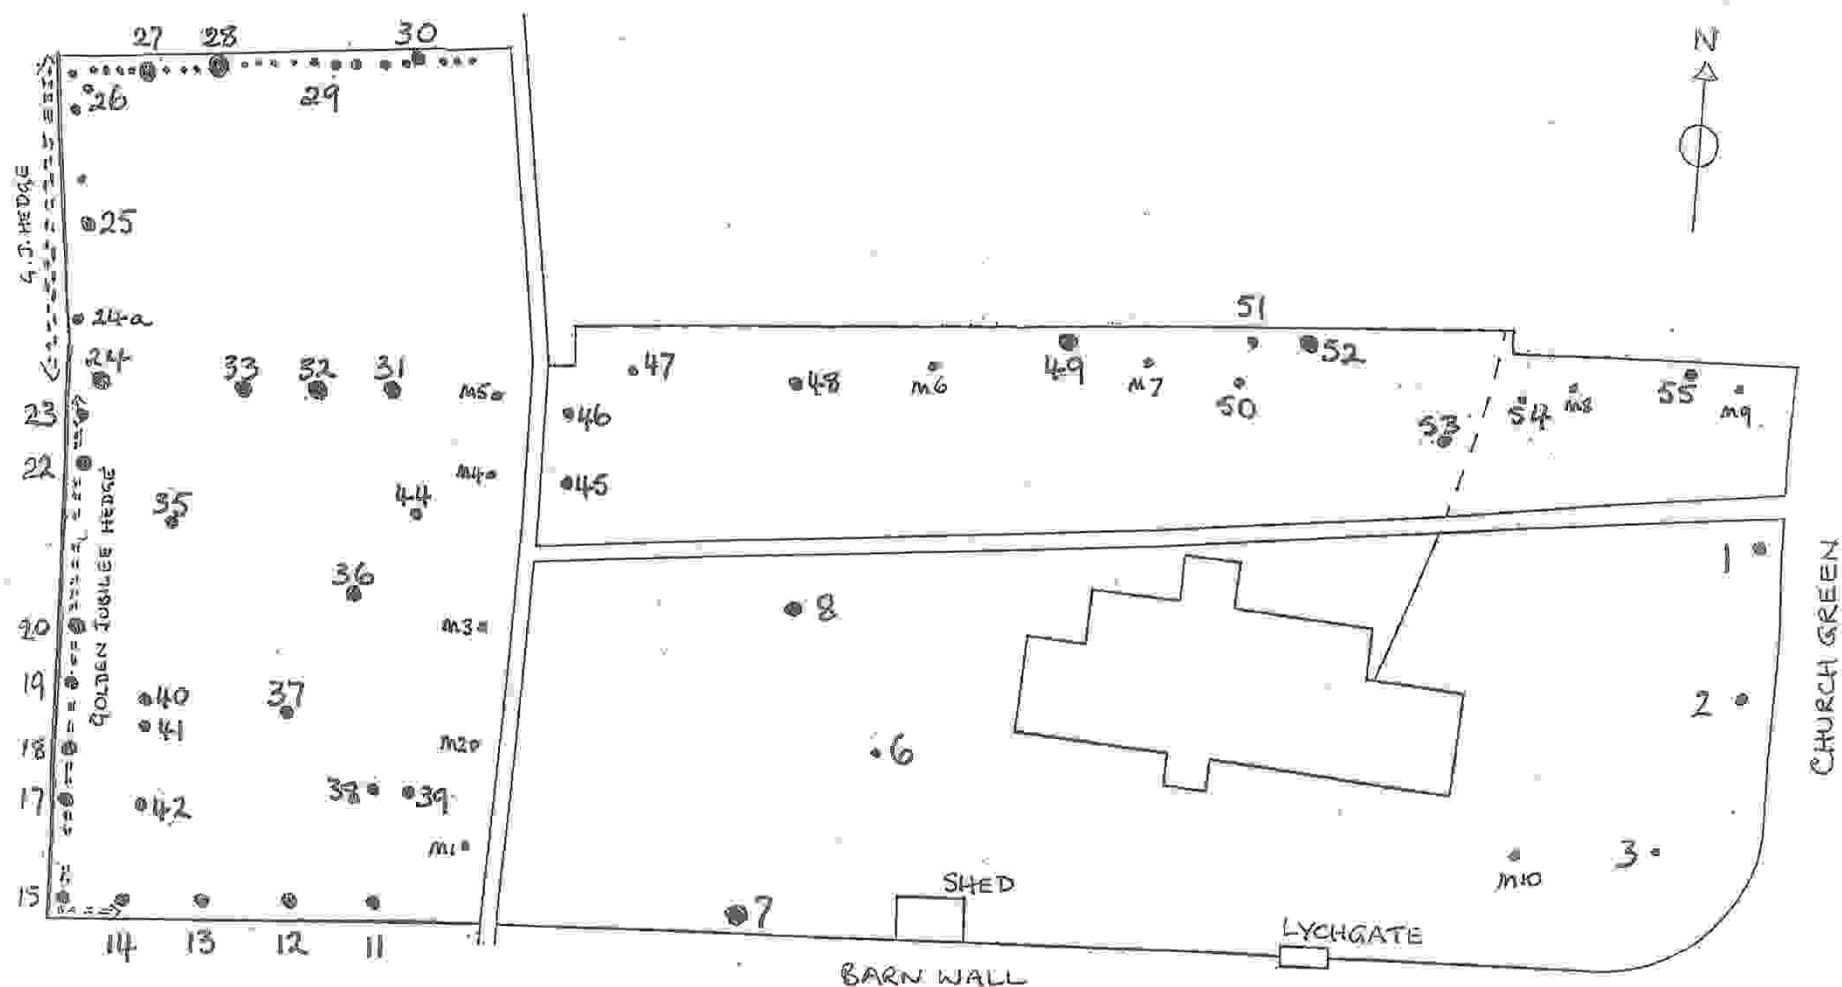 27 28 30
N
26 29
G.J. HEDGE
25
24a
51
24 33 32 31 M5 47 48 M6 49 M7 52
50 54 M8 55 M9
23 46 53
22 M4 45
35 44
GOLDEN JUBILEE HEDGE
1
CHURCH GREEN
36
20 M3 8
19 40 37 2
41
18 M2 6
17 42 38 39
M1 3
M10
15 SHED
7
14 13 12 11 LYCHGATE
BARN WALL